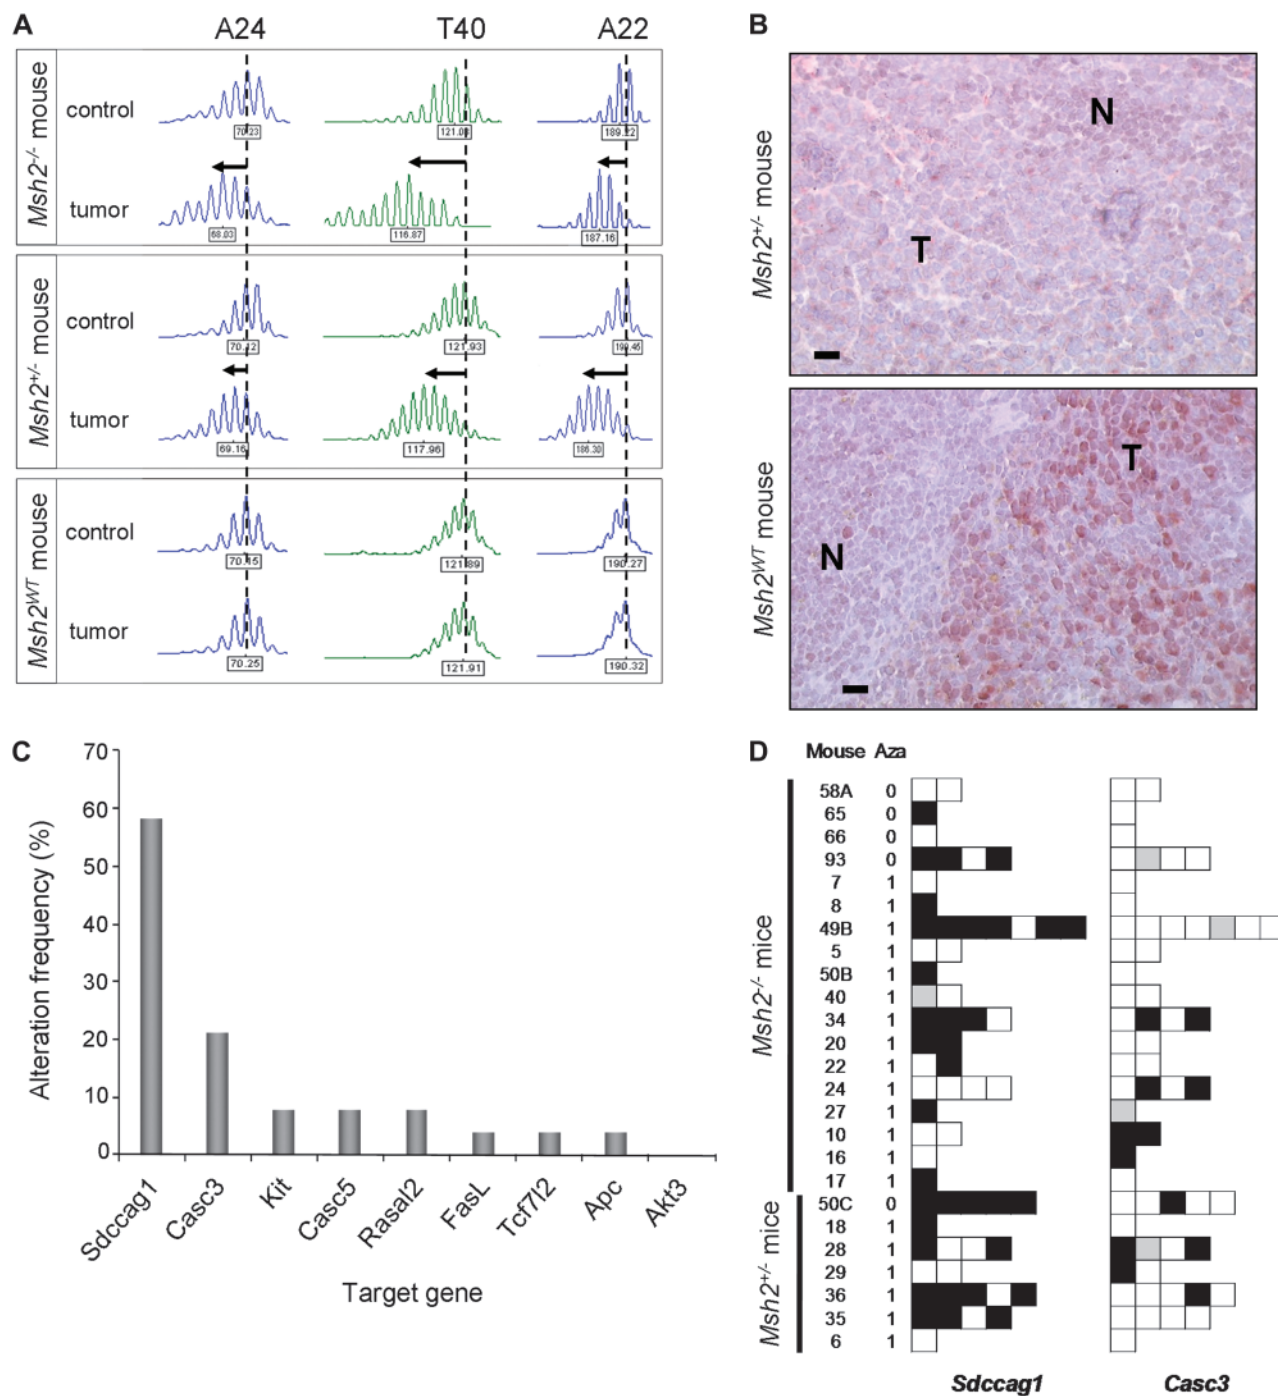 A
A24 T40 A22
Msh2-/- mouse
control
70.23 121.08 189.22
tumor
68.03 116.87 187.16
Msh2+/- mouse
control
70.12 121.93 190.45
tumor
69.16 117.96 186.30
Msh2WT mouse
control
70.15 121.89 190.27
tumor
70.25 121.91 190.32
B
Msh2+/- mouse
N
T
Msh2WT mouse
T
N
C
Alteration frequency (%)
70
60
50
40
30
20
10
0
Sdccag1 Casc3 Kit Casc5 Rasal2 FasL Tcf7l2 Apc Akt3
Target gene
D
Mouse Aza
Msh2-/- mice
58A 0
65 0
66 0
93 0
7 1
8 1
49B 1
5 1
50B 1
40 1
34 1
20 1
22 1
24 1
27 1
10 1
16 1
17 1
Msh2+/- mice
50C 0
18 1
28 1
29 1
36 1
35 1
6 1
Sdccag1 Casc3